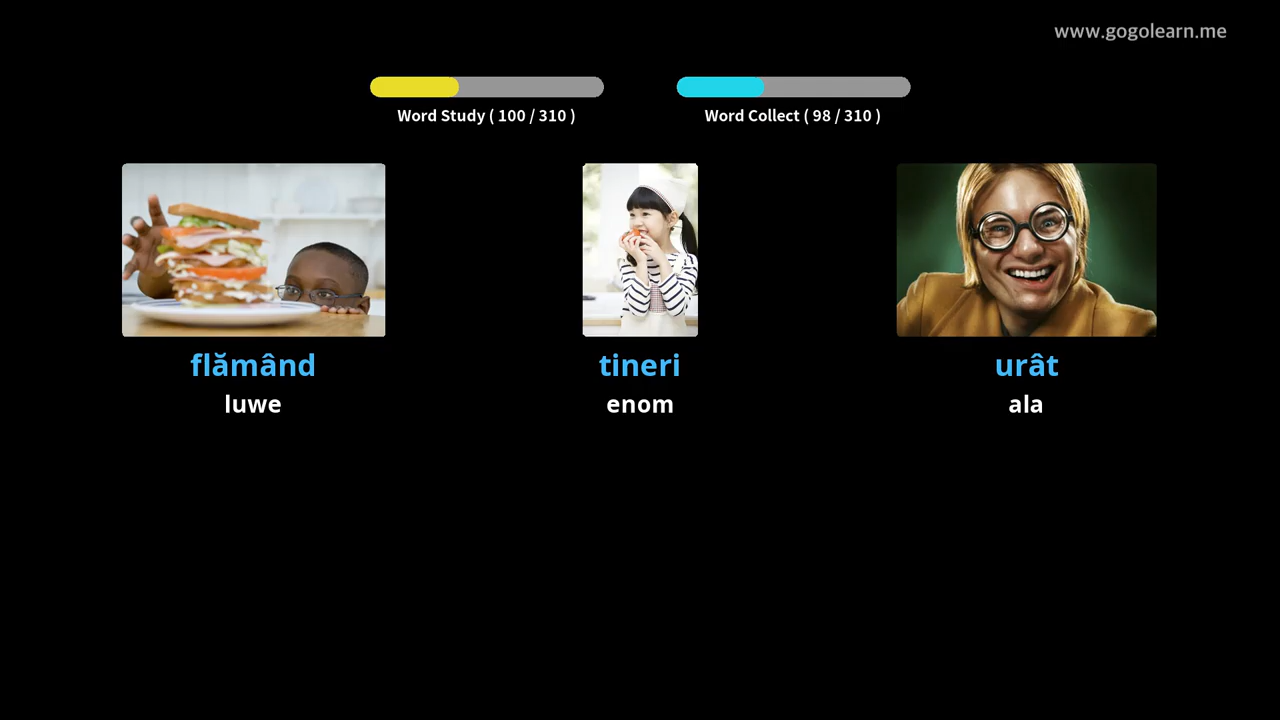 www.gogolearn.me
Word Study ( 100 / 310 )
Word Collect ( 98 / 310 )
flămând
tineri
urât
luwe
enom
ala